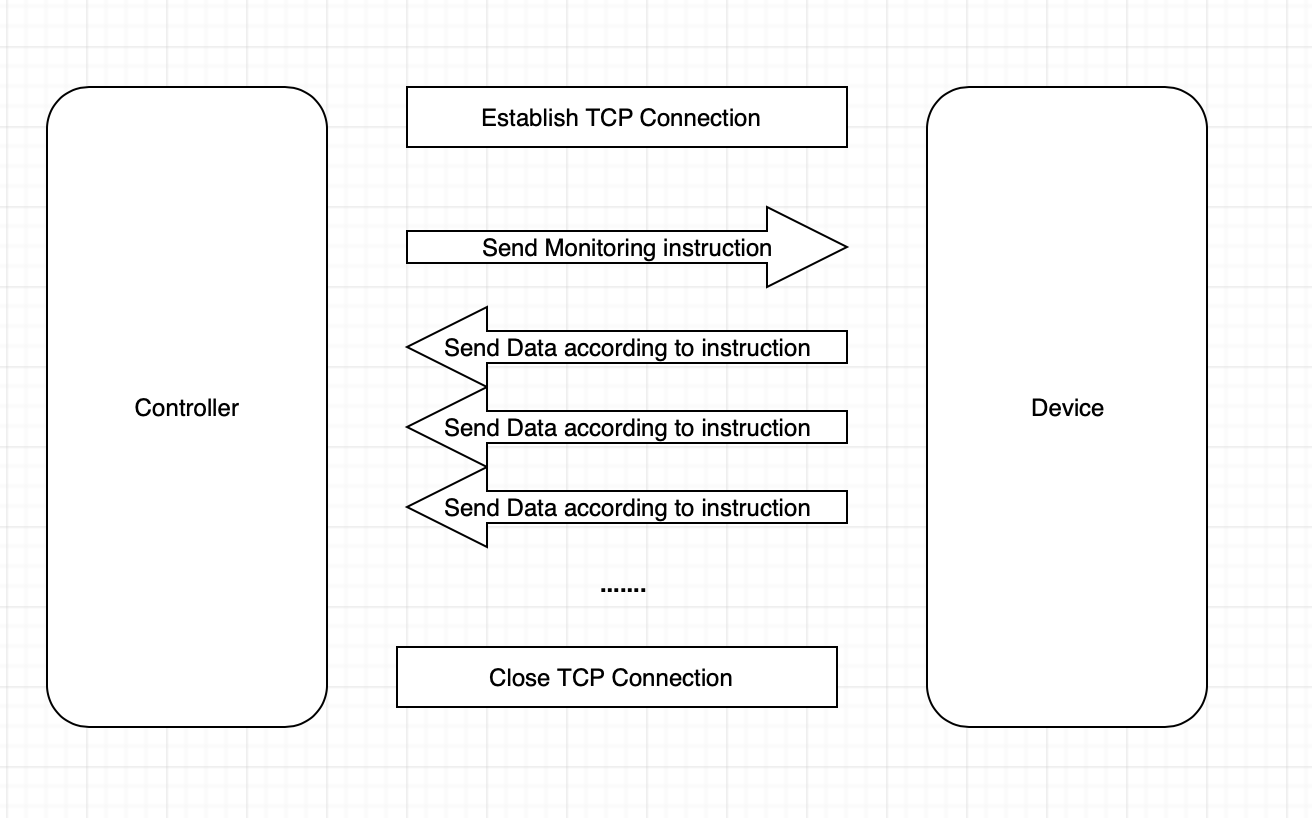 Establish TCP Connection
Send Monitoring instruction
Send Data according to instruction
Controller
Send Data according to instruction
Device
Send Data according to instruction
.......
Close TCP Connection